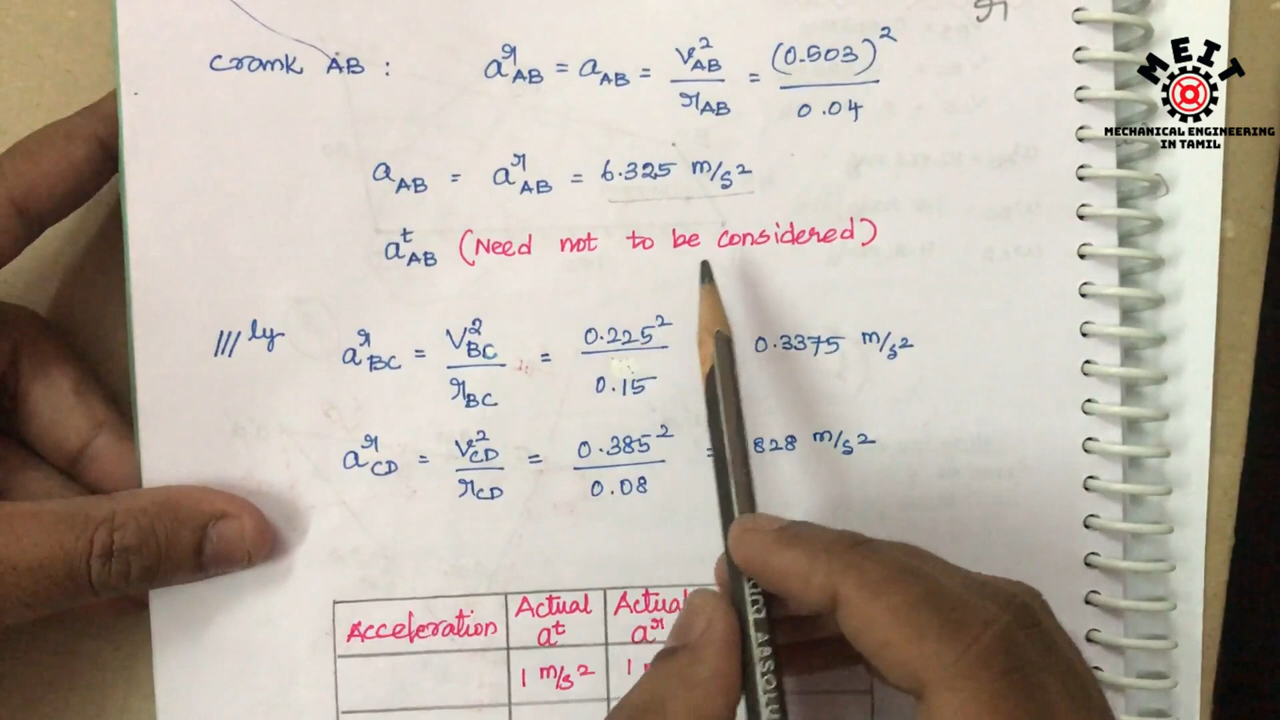 Crank AB : a^r_AB = a_AB = V²_AB / r_AB = (0.503)² / 0.04
a_AB = a^r_AB = 6.325 m/s²
a^t_AB (Need not to be considered)
|||ly a^r_BC = V²_BC / r_BC = 0.225² / 0.15 0.3375 m/s²
a^r_CD = V²_CD / r_CD = 0.385² / 0.08 = 828 m/s²
Acceleration Actual a^t Actual a^r
1 m/s² 1
MEIT
MECHANICAL ENGINEERING
IN TAMIL